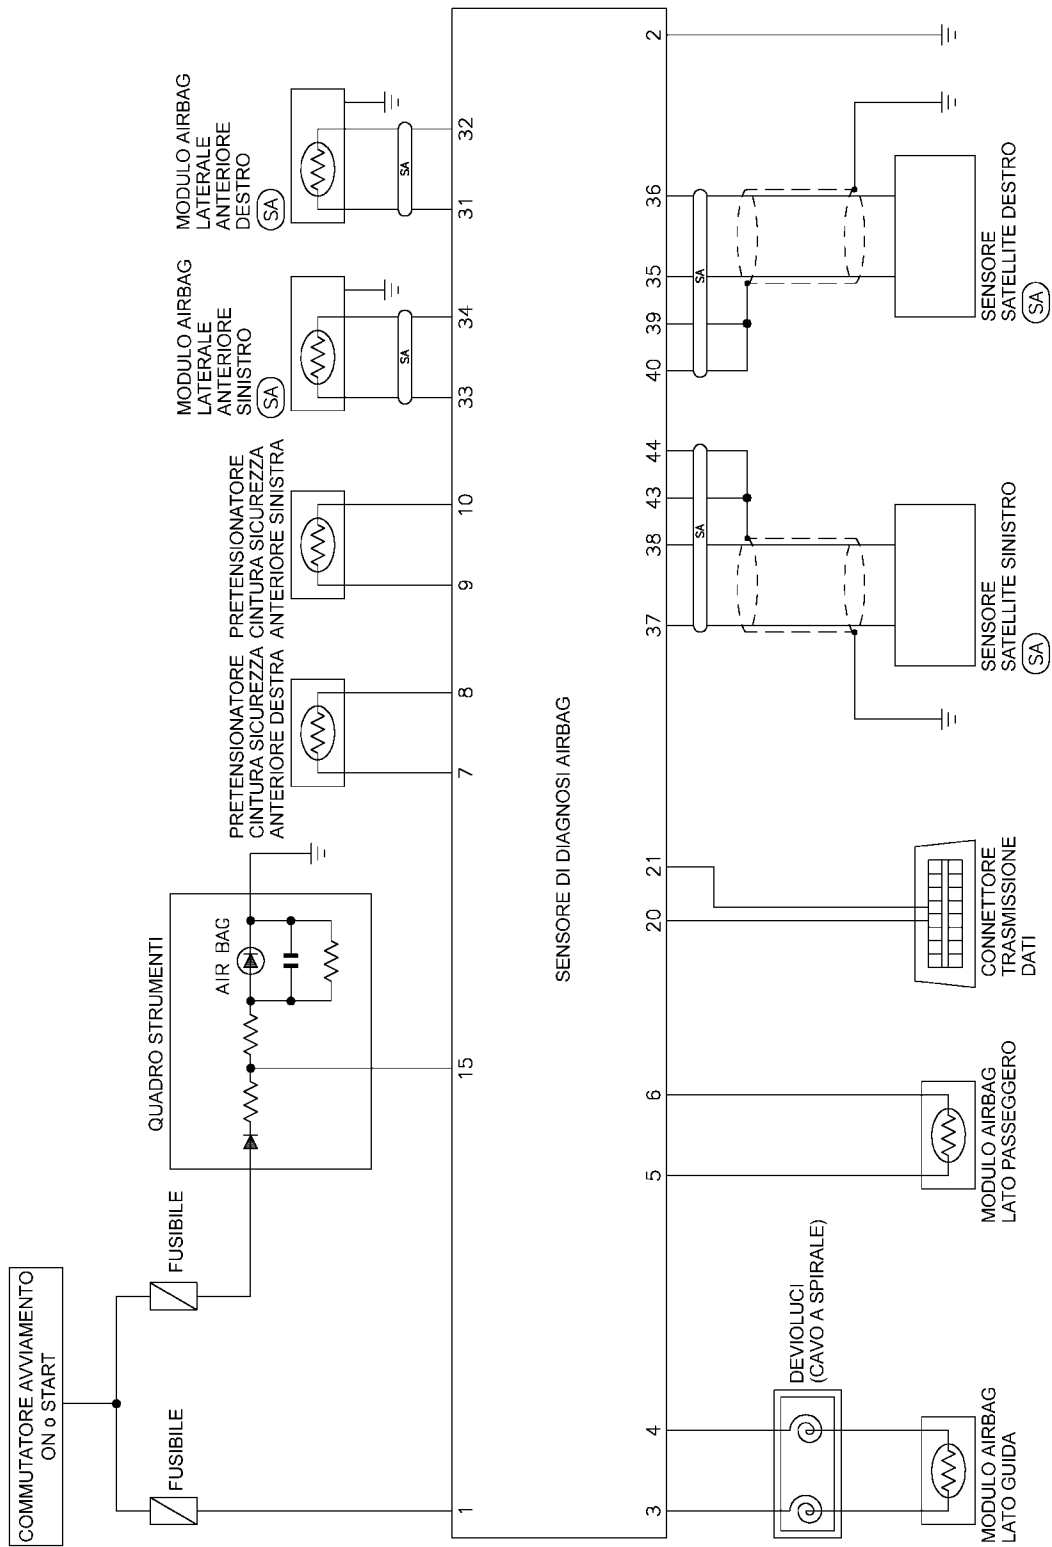 COMMUTATORE AVVIAMENTO
ON o START
FUSIBILE
FUSIBILE
QUADRO STRUMENTI
AIR BAG
PRETENSIONATORE
CINTURA SICUREZZA
ANTERIORE DESTRA
PRETENSIONATORE
CINTURA SICUREZZA
ANTERIORE SINISTRA
MODULO AIRBAG
LATERALE
ANTERIORE
SINISTRO
SA
MODULO AIRBAG
LATERALE
ANTERIORE
DESTRO
SA
SA
SA
1
15
7
8
9
10
33
34
31
32
SENSORE DI DIAGNOSI AIRBAG
3
4
5
6
20
21
37
38
43
44
40
39
35
36
2
SA
SA
DEVIOLUCI
(CAVO A SPIRALE)
MODULO AIRBAG
LATO GUIDA
MODULO AIRBAG
LATO PASSEGGERO
CONNETTORE
TRASMISSIONE
DATI
SENSORE
SATELLITE SINISTRO
SA
SENSORE
SATELLITE DESTRO
SA